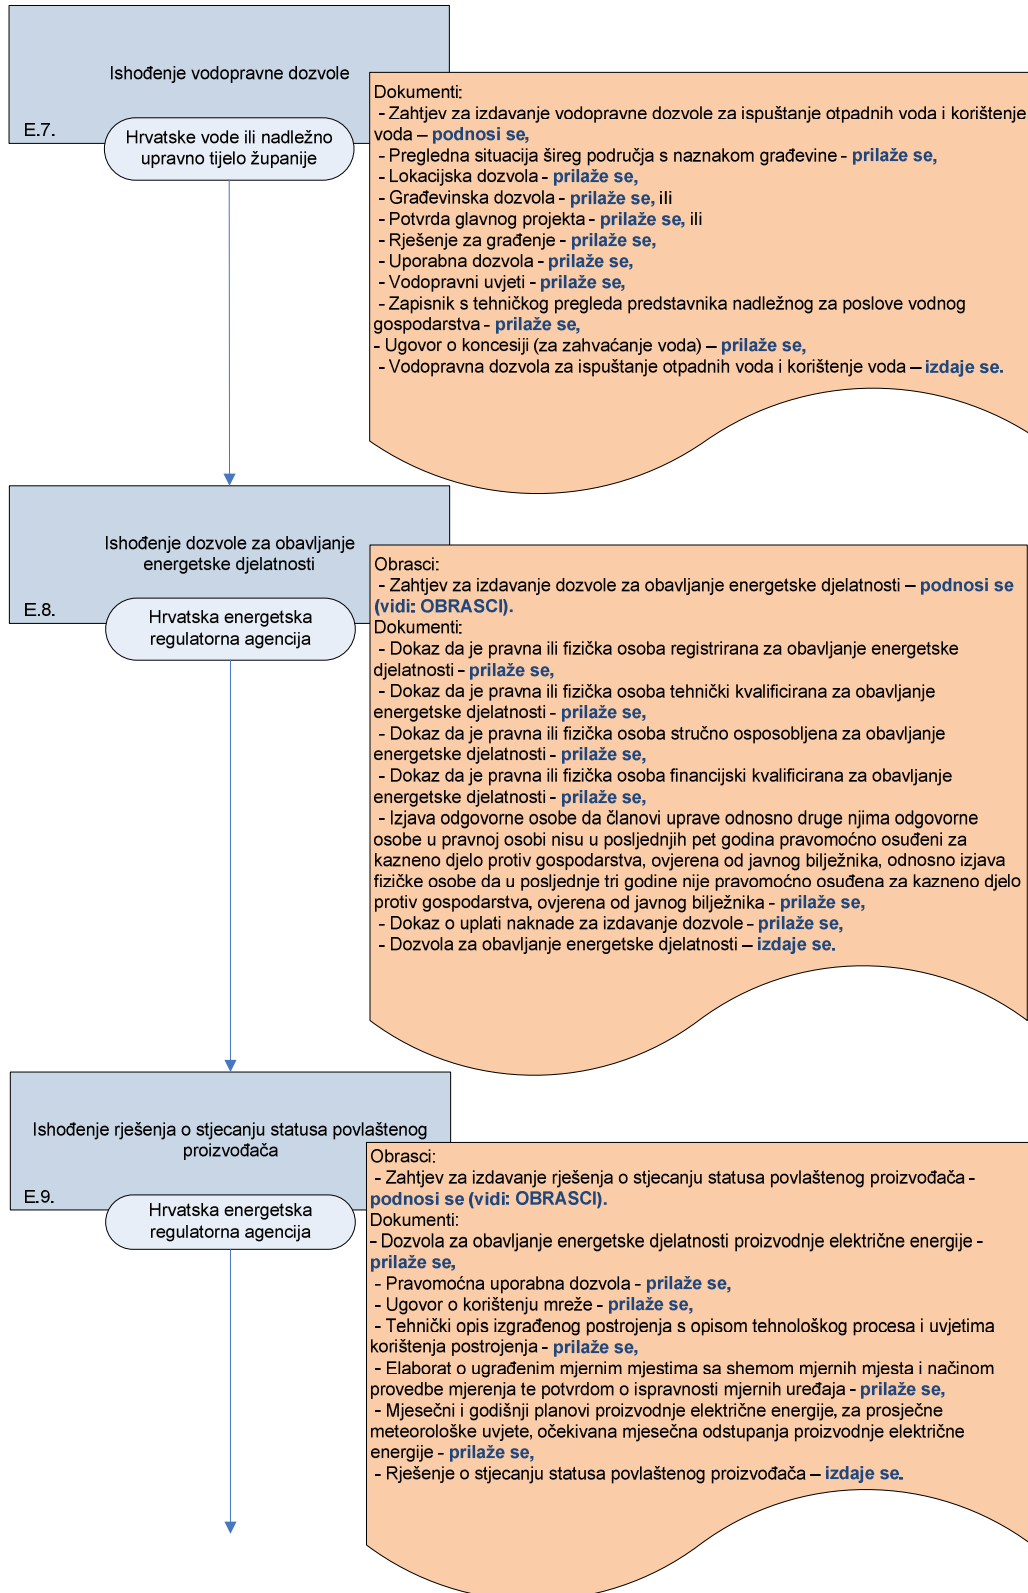 Ishođenje vodopravne dozvole
E.7.
Hrvatske vode ili nadležno
upravno tijelo županije
Dokumenti:
- Zahtjev za izdavanje vodopravne dozvole za ispuštanje otpadnih voda i korištenje
voda – podnosi se,
- Pregledna situacija šireg područja s naznakom građevine - prilaže se,
- Lokacijska dozvola - prilaže se,
- Građevinska dozvola - prilaže se, ili
- Potvrda glavnog projekta - prilaže se, ili
- Rješenje za građenje - prilaže se,
- Uporabna dozvola - prilaže se,
- Vodopravni uvjeti - prilaže se,
- Zapisnik s tehničkog pregleda predstavnika nadležnog za poslove vodnog
gospodarstva - prilaže se,
- Ugovor o koncesiji (za zahvaćanje voda) – prilaže se,
- Vodopravna dozvola za ispuštanje otpadnih voda i korištenje voda – izdaje se.
Ishođenje dozvole za obavljanje
energetske djelatnosti
E.8.
Hrvatska energetska
regulatorna agencija
Obrasci:
- Zahtjev za izdavanje dozvole za obavljanje energetske djelatnosti – podnosi se
(vidi: OBRASCI).
Dokumenti:
- Dokaz da je pravna ili fizička osoba registrirana za obavljanje energetske
djelatnosti - prilaže se,
- Dokaz da je pravna ili fizička osoba tehnički kvalificirana za obavljanje
energetske djelatnosti - prilaže se,
- Dokaz da je pravna ili fizička osoba stručno osposobljena za obavljanje
energetske djelatnosti - prilaže se,
- Dokaz da je pravna ili fizička osoba financijski kvalificirana za obavljanje
energetske djelatnosti - prilaže se,
- Izjava odgovorne osobe da članovi uprave odnosno druge njima odgovorne
osobe u pravnoj osobi nisu u posljednjih pet godina pravomoćno osuđeni za
kazneno djelo protiv gospodarstva, ovjerena od javnog bilježnika, odnosno izjava
fizičke osobe da u posljednje tri godine nije pravomoćno osuđena za kazneno djelo
protiv gospodarstva, ovjerena od javnog bilježnika - prilaže se,
- Dokaz o uplati naknade za izdavanje dozvole - prilaže se,
- Dozvola za obavljanje energetske djelatnosti – izdaje se.
Ishođenje rješenja o stjecanju statusa povlaštenog
proizvođača
E.9.
Hrvatska energetska
regulatorna agencija
Obrasci:
- Zahtjev za izdavanje rješenja o stjecanju statusa povlaštenog proizvođača -
podnosi se (vidi: OBRASCI).
Dokumenti:
- Dozvola za obavljanje energetske djelatnosti proizvodnje električne energije -
prilaže se,
- Pravomoćna uporabna dozvola - prilaže se,
- Ugovor o korištenju mreže - prilaže se,
- Tehnički opis izgrađenog postrojenja s opisom tehnološkog procesa i uvjetima
korištenja postrojenja - prilaže se,
- Elaborat o ugrađenim mjernim mjestima sa shemom mjernih mjesta i načinom
provedbe mjerenja te potvrdom o ispravnosti mjernih uređaja - prilaže se,
- Mjesečni i godišnji planovi proizvodnje električne energije, za prosječne
meteorološke uvjete, očekivana mjesečna odstupanja proizvodnje električne
energije - prilaže se,
- Rješenje o stjecanju statusa povlaštenog proizvođača – izdaje se.